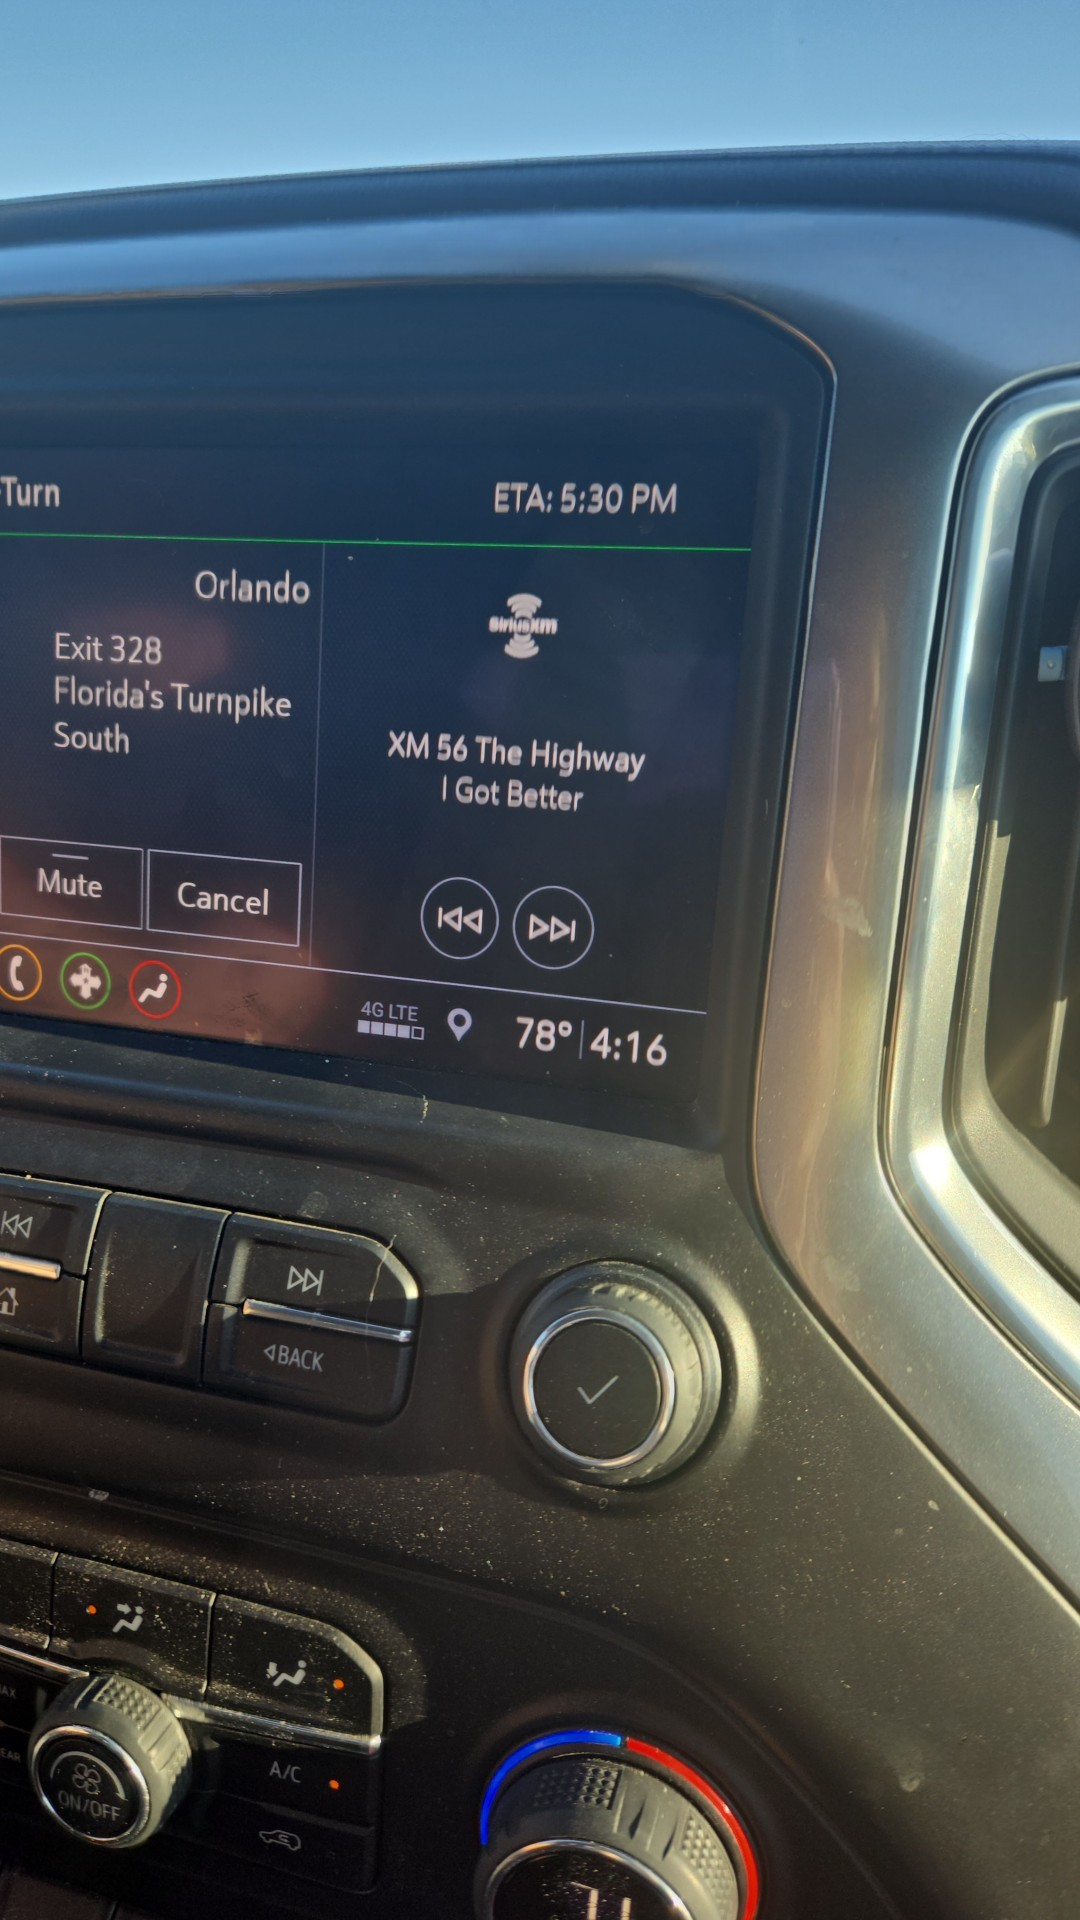 -Turn
ETA: 5:30 PM
Orlando
Exit 328
Florida's Turnpike
South
SiriusXM
XM 56 The Highway
I Got Better
Mute
Cancel
4G LTE
78° 4:16
BACK
A/C
ON/OFF